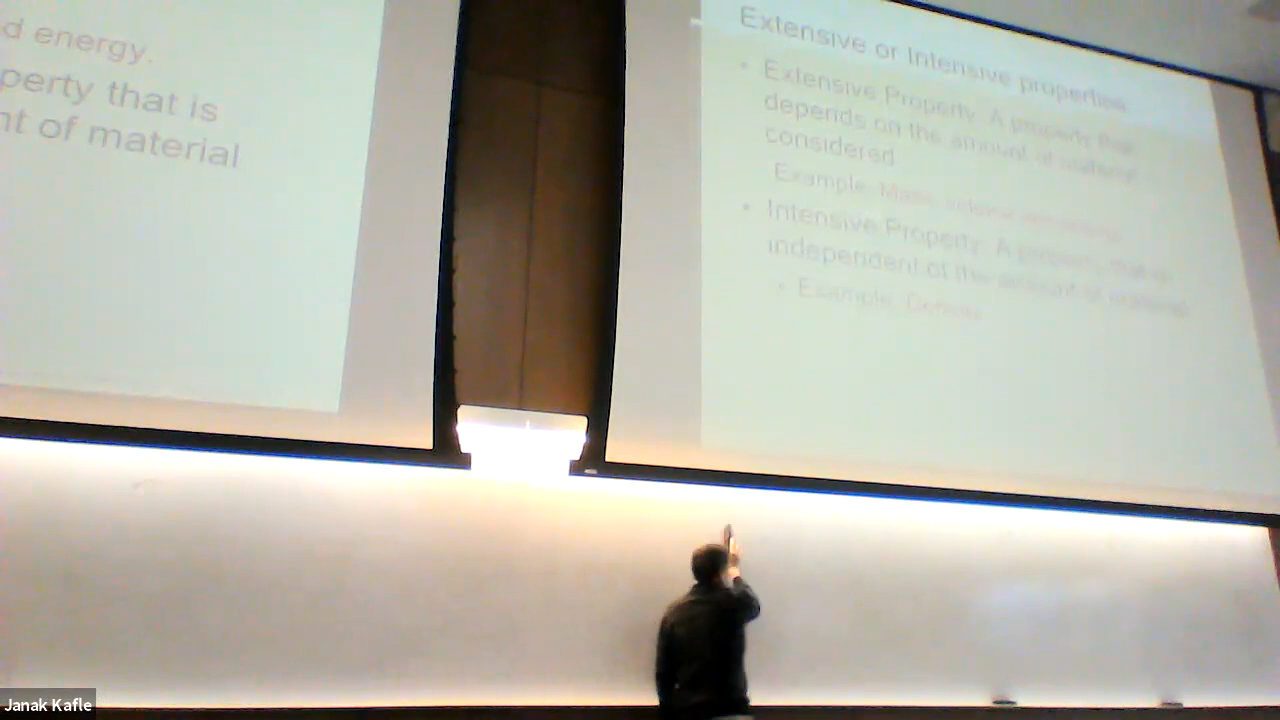 d energy.
perty that is
nt of material
Extensive or Intensive properties
Extensive Property: A property that
depends on the amount of material
considered
Example: Mass, volume
Intensive Property: A property that is
independent of the amount of material
Example: Density
Janak Kafle